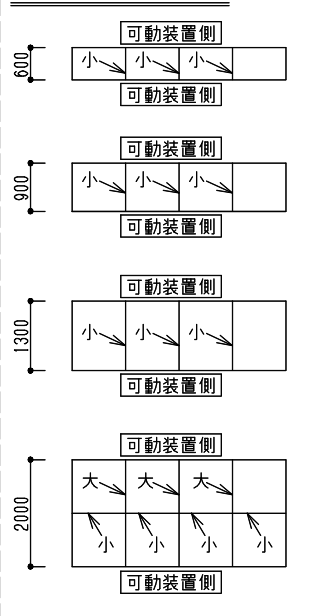 可動装置側
600
小 小 小
可動装置側
可動装置側
900
小 小 小
可動装置側
可動装置側
1300
小 小 小
可動装置側
可動装置側
大 大 大
2000
小 小 小 小
可動装置側